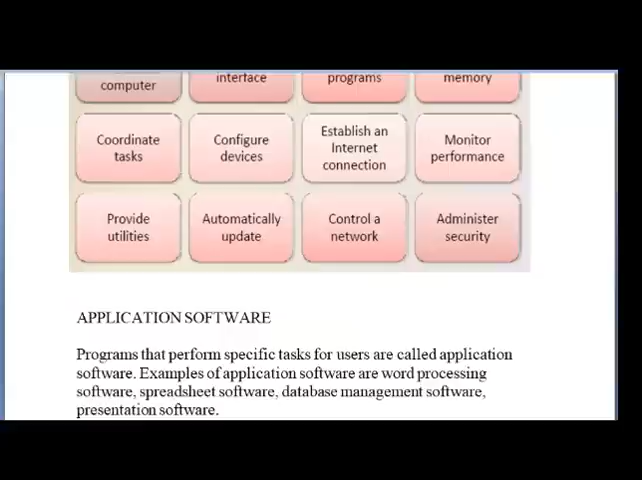 computer
interface
programs
memory
Coordinate
tasks
Configure
devices
Establish an
Internet
connection
Monitor
performance
Provide
utilities
Automatically
update
Control a
network
Administer
security
APPLICATION SOFTWARE
Programs that perform specific tasks for users are called application
software. Examples of application software are word processing
software, spreadsheet software, database management software,
presentation software.